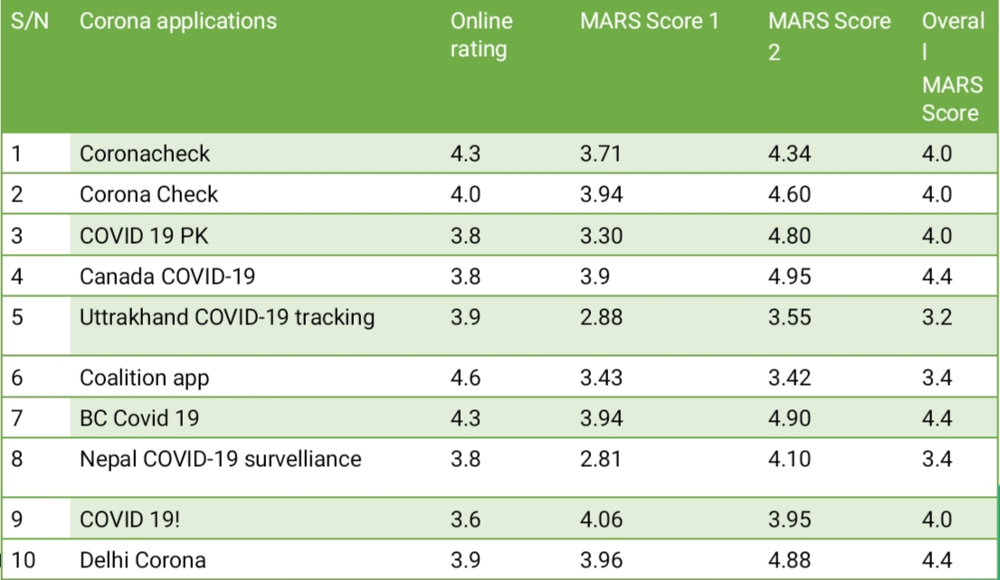 S/N Corona applications Online rating MARS Score 1 MARS Score 2 Overal l MARS Score
1 Coronacheck 4.3 3.71 4.34 4.0
2 Corona Check 4.0 3.94 4.60 4.0
3 COVID 19 PK 3.8 3.30 4.80 4.0
4 Canada COVID-19 3.8 3.9 4.95 4.4
5 Uttrakhand COVID-19 tracking 3.9 2.88 3.55 3.2
6 Coalition app 4.6 3.43 3.42 3.4
7 BC Covid 19 4.3 3.94 4.90 4.4
8 Nepal COVID-19 survelliance 3.8 2.81 4.10 3.4
9 COVID 19! 3.6 4.06 3.95 4.0
10 Delhi Corona 3.9 3.96 4.88 4.4